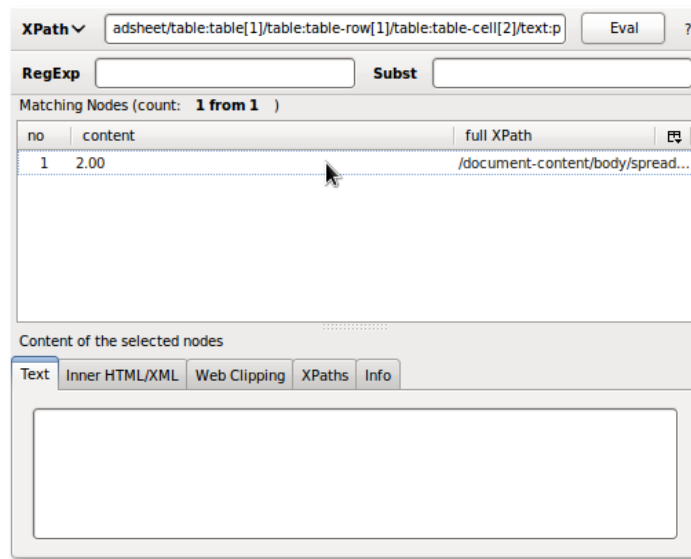 XPath adsheet/table:table[1]/table:table-row[1]/table:table-cell[2]/text:p Eval ?
RegExp Subst
Matching Nodes (count: 1 from 1 )
no content full XPath
1 2.00 /document-content/body/spread...
Content of the selected nodes
Text Inner HTML/XML Web Clipping XPaths Info